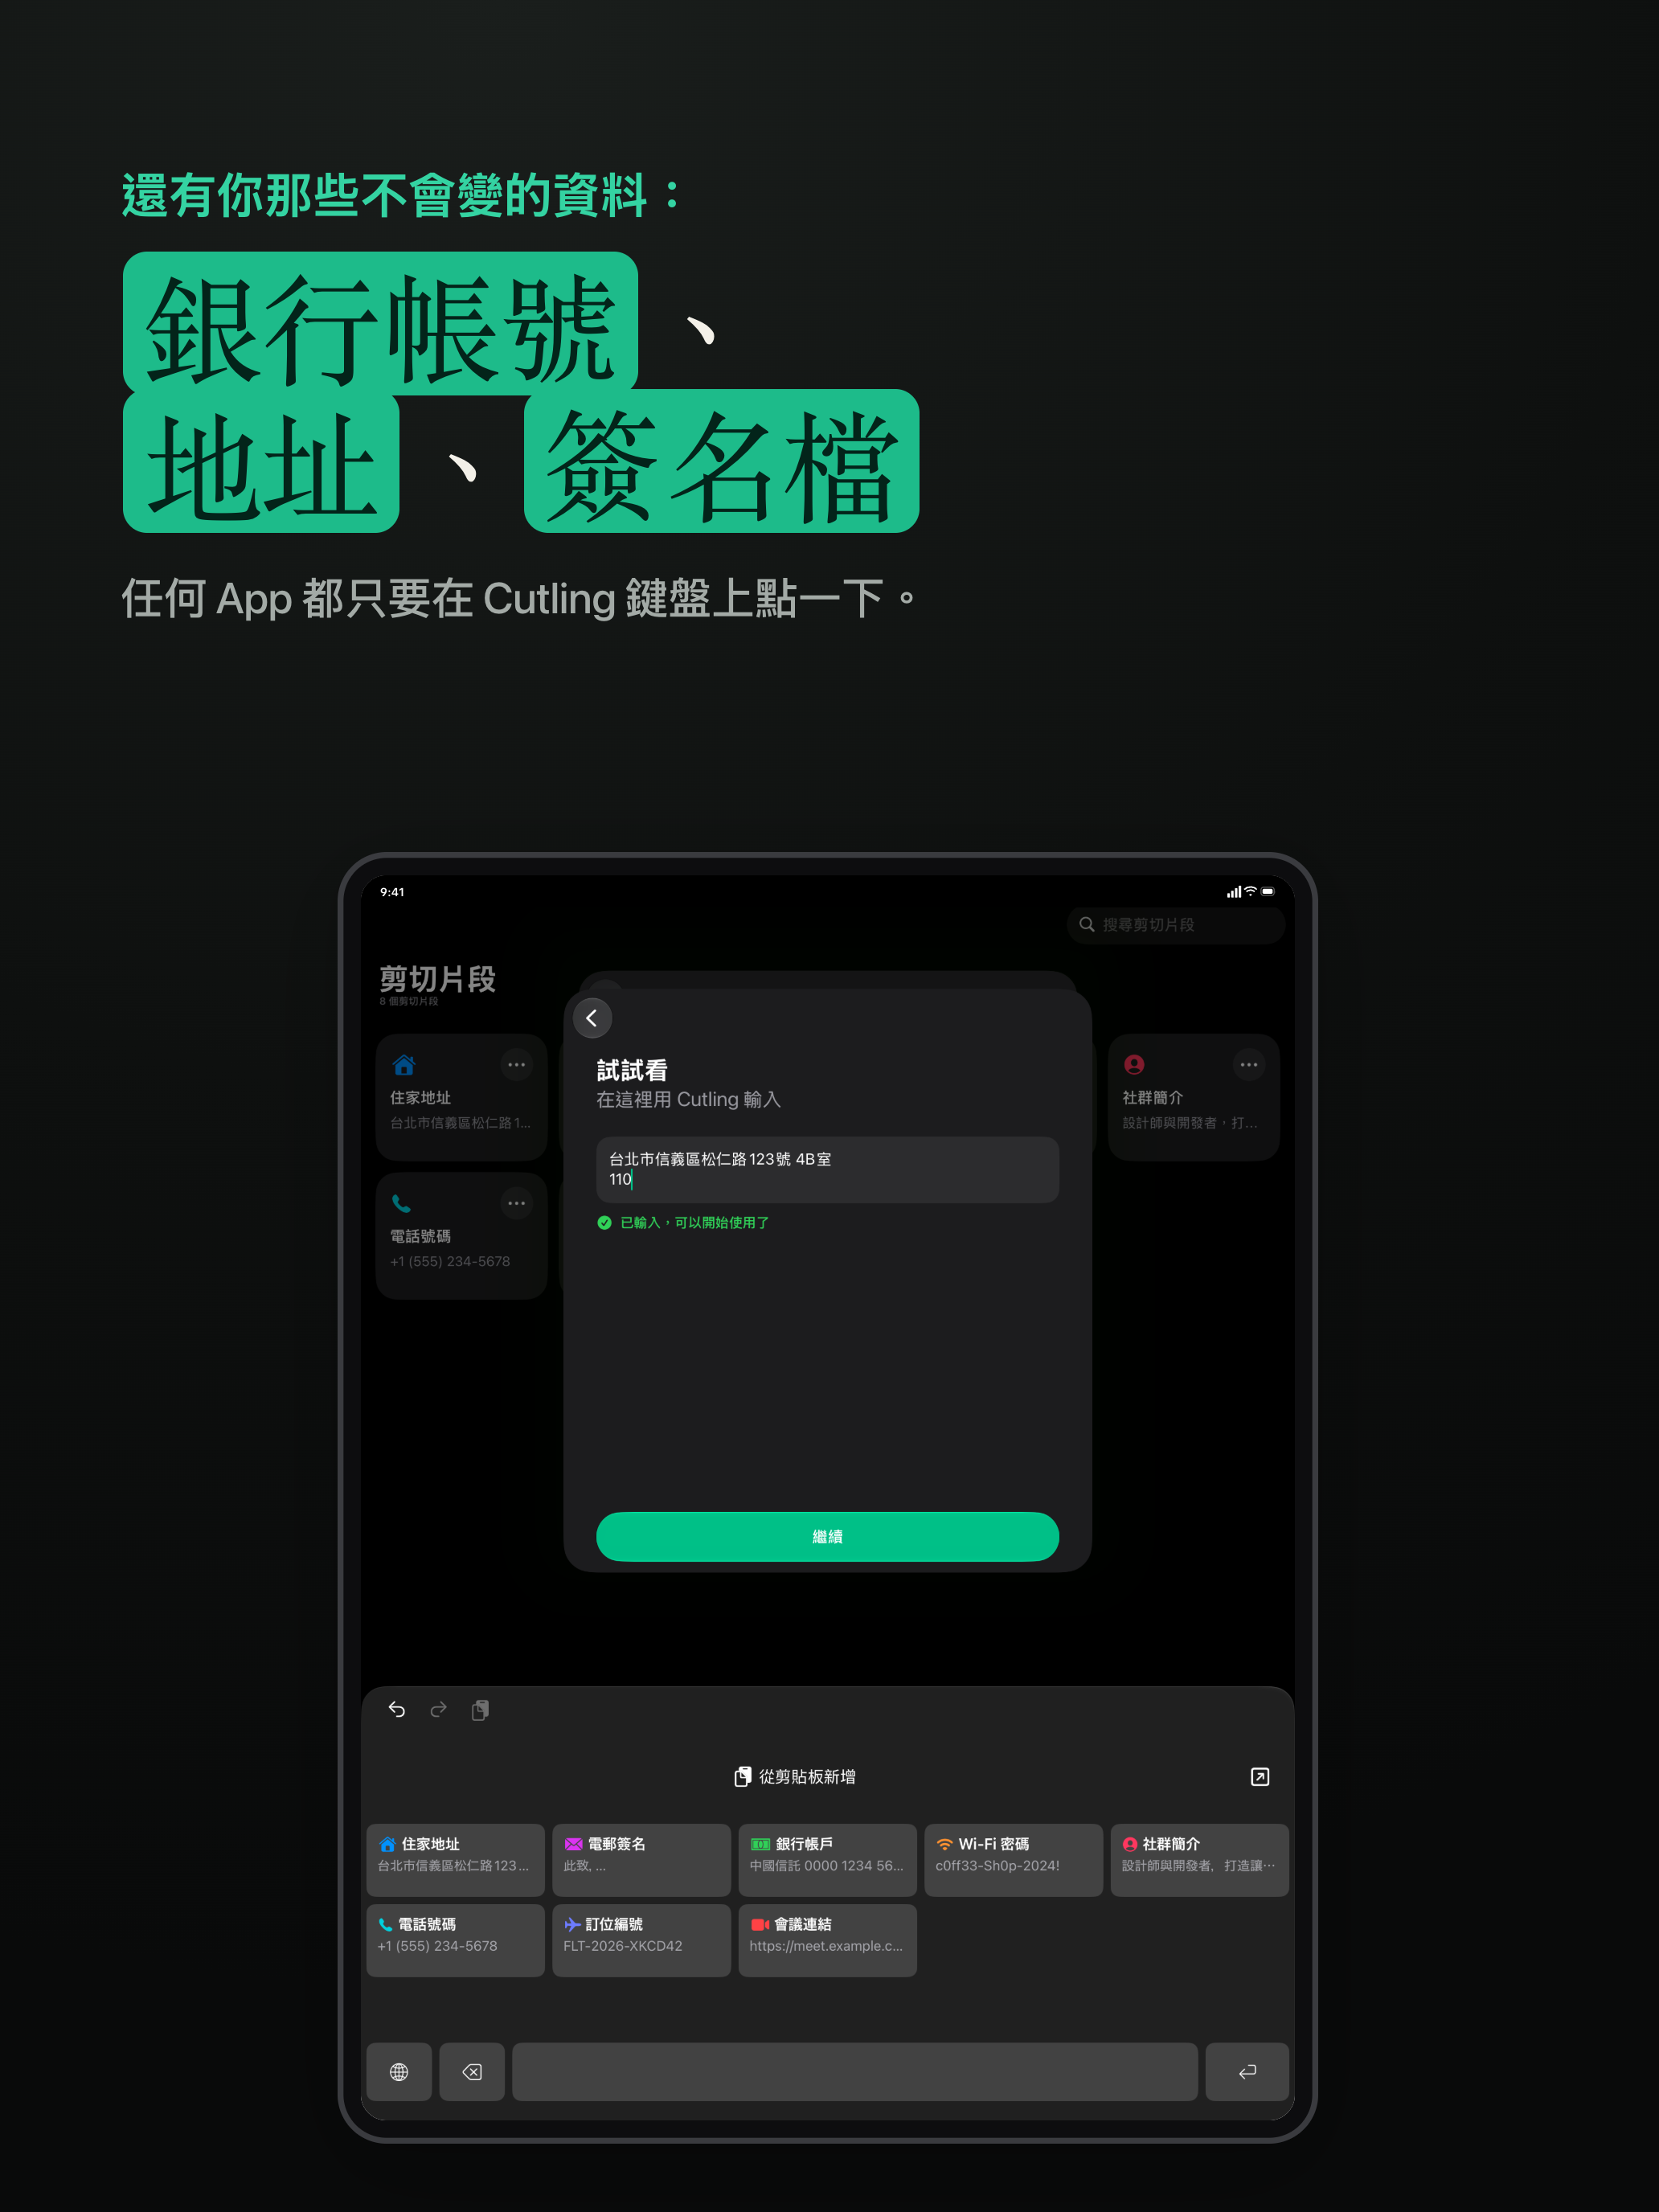 還有你那些不會變的資料：
銀行帳號、
地址、簽名檔
任何 App 都只要在 Cutling 鍵盤上點一下。
9:41
搜尋剪切片段
剪切片段
8 個剪切片段
住家地址
台北市信義區松仁路 1...
社群簡介
設計師與開發者，打...
電話號碼
+1 (555) 234-5678
試試看
在這裡用 Cutling 輸入
台北市信義區松仁路 123號 4B室
110
已輸入，可以開始使用了
繼續
從剪貼板新增
住家地址
台北市信義區松仁路 123 ...
電郵簽名
此致, ...
銀行帳戶
中國信託 0000 1234 56...
Wi-Fi 密碼
c0ff33-Sh0p-2024!
社群簡介
設計師與開發者，打造讓...
電話號碼
+1 (555) 234-5678
訂位編號
FLT-2026-XKCD42
會議連結
https://meet.example.c...